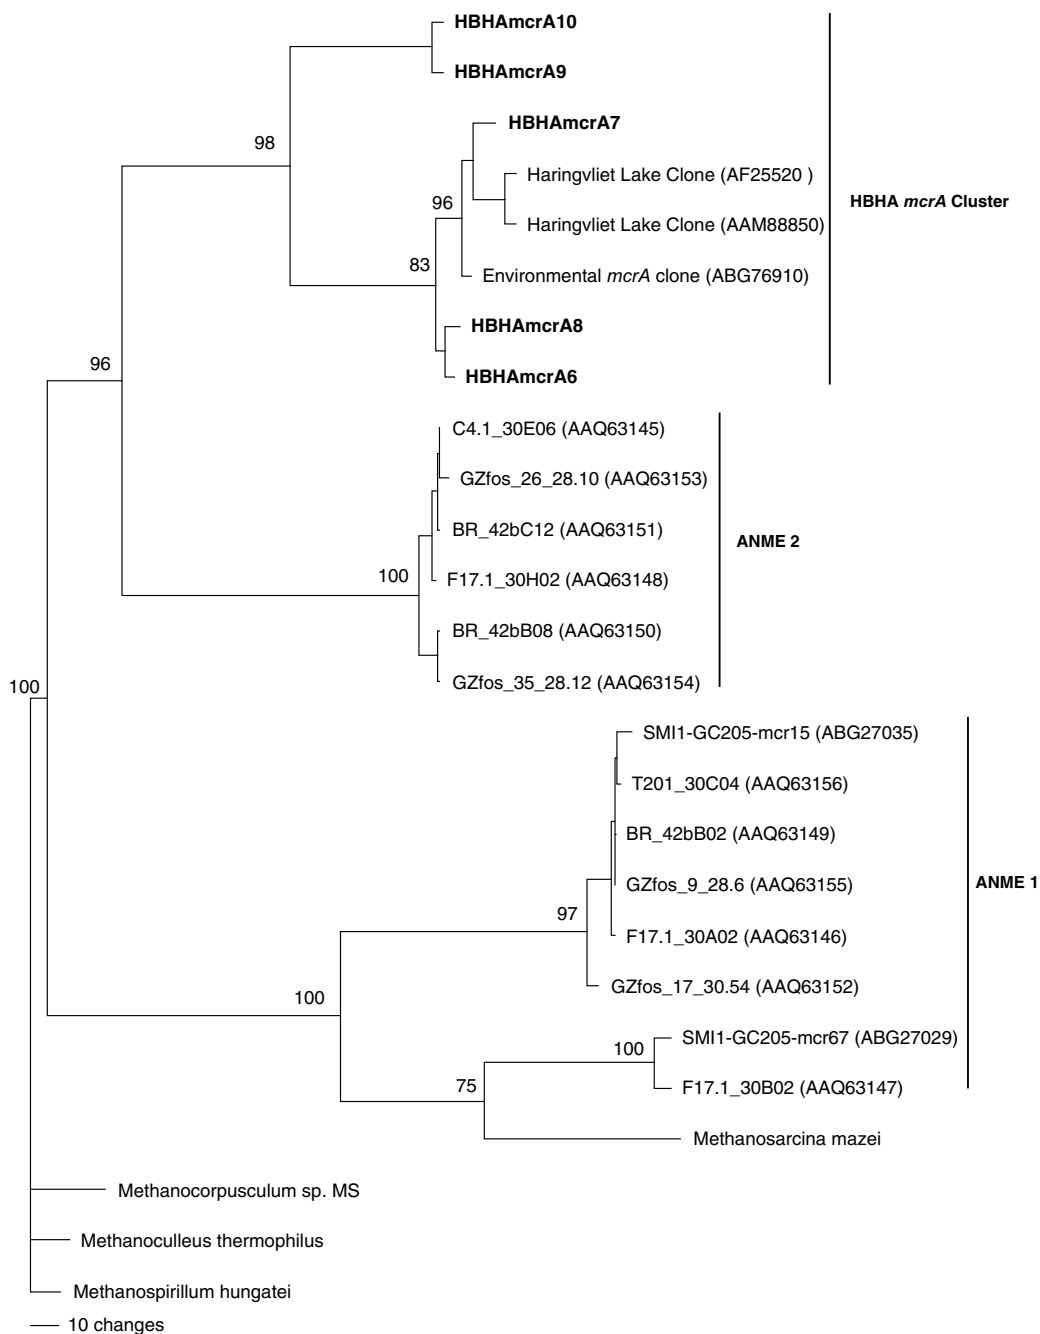 HBHAmcrA10
HBHAmcrA9
HBHAmcrA7
98
Haringvliet Lake Clone (AF25520 )
96
HBHA mcrA Cluster
Haringvliet Lake Clone (AAM88850)
83
Environmental mcrA clone (ABG76910)
HBHAmcrA8
96
HBHAmcrA6
C4.1_30E06 (AAQ63145)
GZfos_26_28.10 (AAQ63153)
BR_42bC12 (AAQ63151)
ANME 2
100
F17.1_30H02 (AAQ63148)
BR_42bB08 (AAQ63150)
GZfos_35_28.12 (AAQ63154)
100
SMI1-GC205-mcr15 (ABG27035)
T201_30C04 (AAQ63156)
BR_42bB02 (AAQ63149)
GZfos_9_28.6 (AAQ63155)
ANME 1
97
F17.1_30A02 (AAQ63146)
GZfos_17_30.54 (AAQ63152)
100
SMI1-GC205-mcr67 (ABG27029)
100
75
F17.1_30B02 (AAQ63147)
Methanosarcina mazei
Methanocorpusculum sp. MS
Methanoculleus thermophilus
Methanospirillum hungatei
10 changes